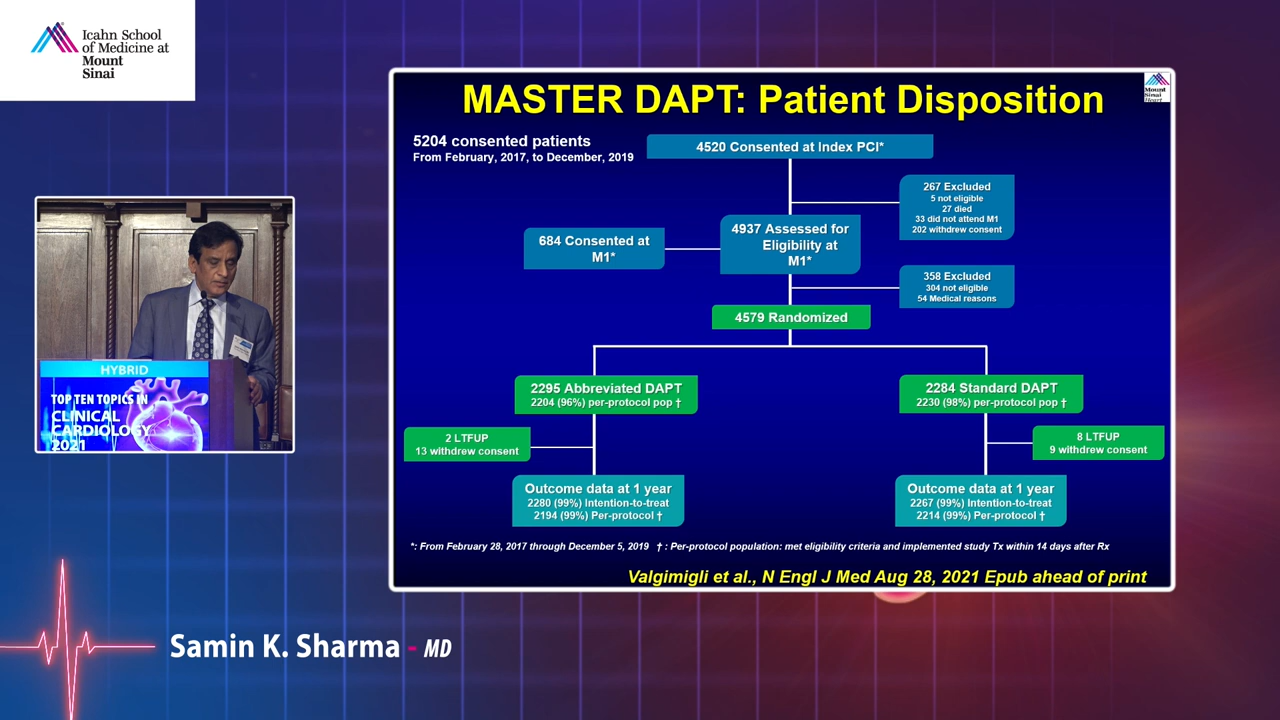 Icahn School
of Medicine at
Mount
Sinai
MASTER DAPT: Patient Disposition
Mount
Sinai
Heart
5204 consented patients
From February, 2017, to December, 2019
4520 Consented at Index PCI*
267 Excluded
5 not eligible
27 died
33 did not attend M1
202 withdrew consent
684 Consented at
M1*
4937 Assessed for
Eligibility at
M1*
358 Excluded
304 not eligible
54 Medical reasons
4579 Randomized
2295 Abbreviated DAPT
2204 (96%) per-protocol pop †
2284 Standard DAPT
2230 (98%) per-protocol pop †
2 LTFUP
13 withdrew consent
8 LTFUP
9 withdrew consent
Outcome data at 1 year
2280 (99%) Intention-to-treat
2194 (99%) Per-protocol †
Outcome data at 1 year
2267 (99%) Intention-to-treat
2214 (99%) Per-protocol †
*: From February 28, 2017 through December 5, 2019 † : Per-protocol population: met eligibility criteria and implemented study Tx within 14 days after Rx
Valgimigli et al., N Engl J Med Aug 28, 2021 Epub ahead of print
HYBRID
TOP TEN TOPICS IN
CLINICAL
CARDIOLOGY
2021
Samin K. Sharma - MD